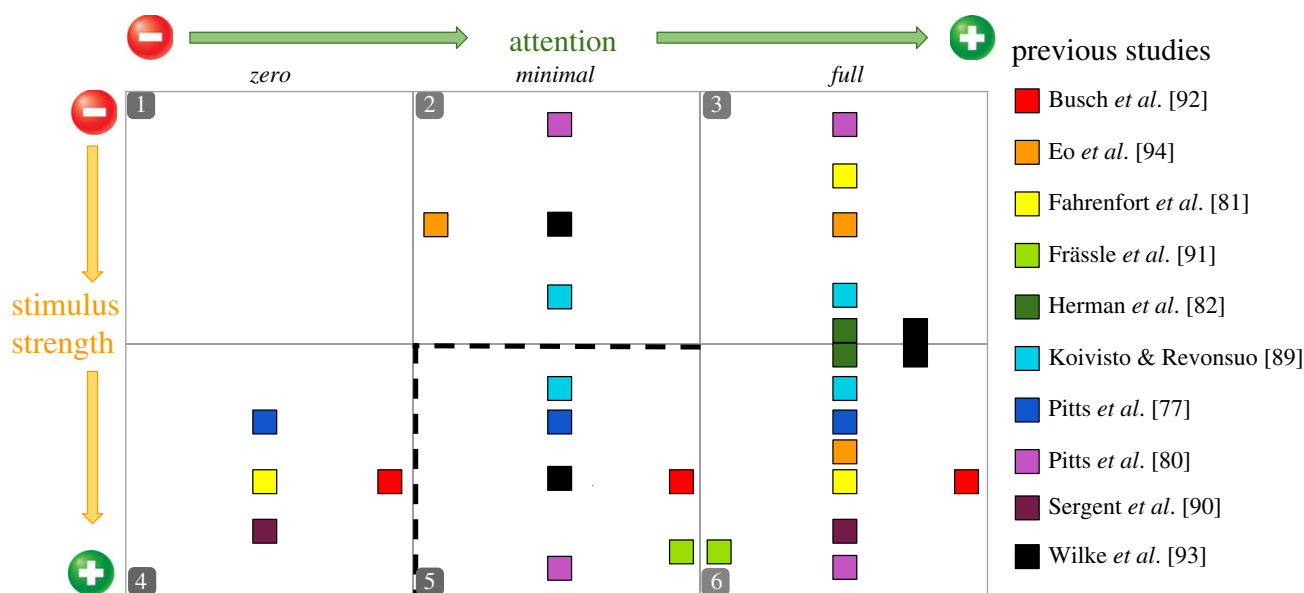 attention
zero minimal full
previous studies
1 2 3
Busch et al. [92]
Eo et al. [94]
Fahrenfort et al. [81]
Frässle et al. [91]
stimulus
strength
Herman et al. [82]
Koivisto & Revonsuo [89]
Pitts et al. [77]
Pitts et al. [80]
Sergent et al. [90]
Wilke et al. [93]
4 5 6